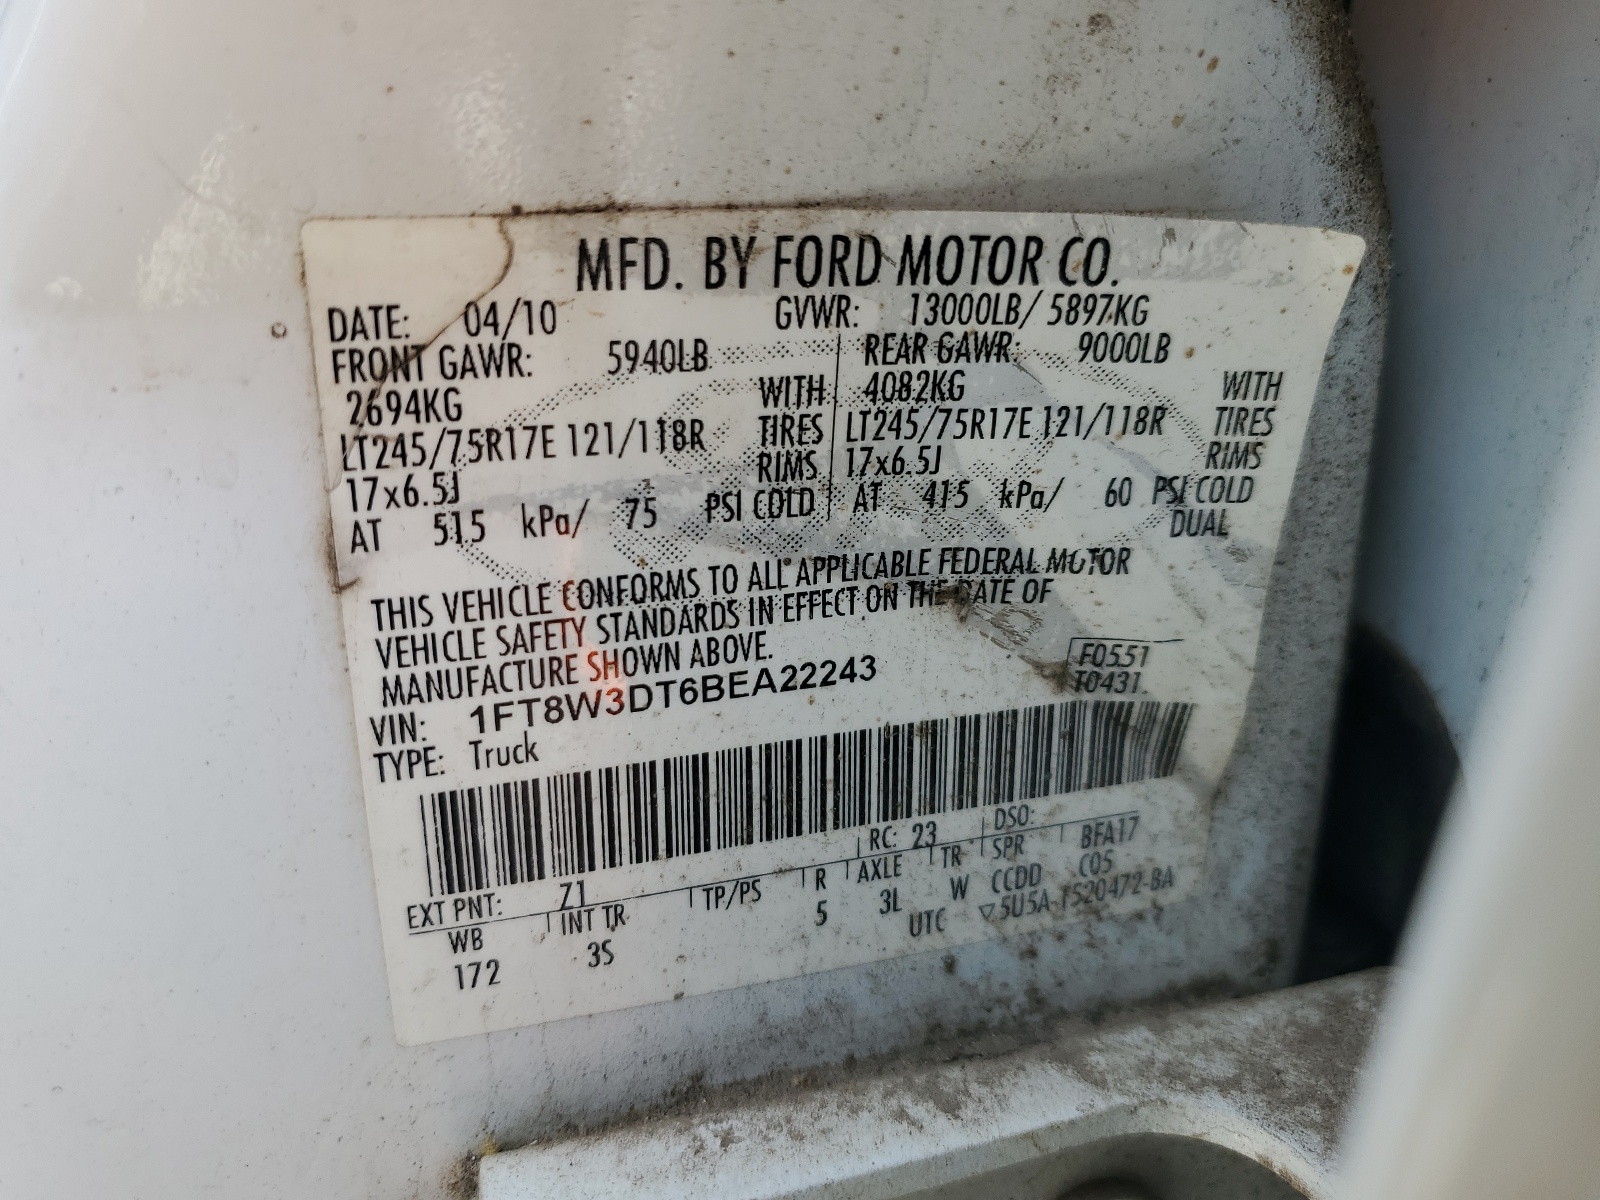 MFD. BY FORD MOTOR CO.
DATE: 04/10 GVWR: 13000LB/ 5897KG
FRONT GAWR: 5940LB REAR GAWR: 9000LB
2694KG WITH 4082KG WITH
LT245/75R17E 121/118R TIRES LT245/75R17E 121/118R TIRES
17x6.5J RIMS 17x6.5J RIMS
AT 515 kPa/ 75 PSI COLD AT 415 kPa/ 60 PSI COLD
DUAL
THIS VEHICLE CONFORMS TO ALL APPLICABLE FEDERAL MOTOR
VEHICLE SAFETY STANDARDS IN EFFECT ON THE DATE OF
MANUFACTURE SHOWN ABOVE.
VIN: 1FT8W3DT6BEA22243 F0551
TYPE: Truck T0431
EXT PNT: Z1 RC: 23 DSO:
WB INT TR TP/PS R AXLE TR SPR BFA17
172 3S 5 3L W CCDD C05
UTC ▽5U5A-1520472-BA